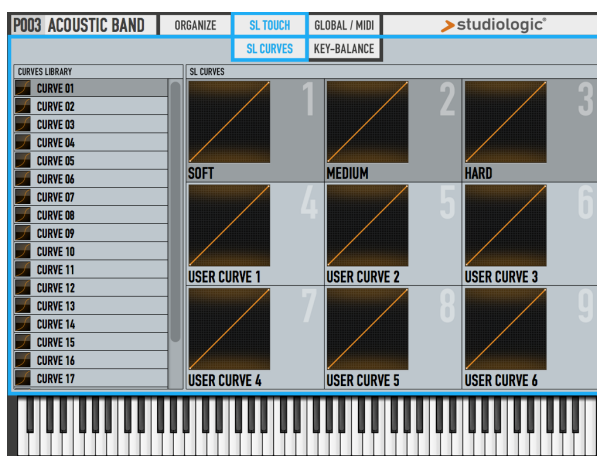 P003 ACOUSTIC BAND ORGANIZE SL TOUCH GLOBAL / MIDI studiologic®
SL CURVES KEY-BALANCE
CURVES LIBRARY SL CURVES
CURVE 01
CURVE 02
CURVE 03
CURVE 04
CURVE 05
CURVE 06
CURVE 07
CURVE 08
CURVE 09
CURVE 10
CURVE 11
CURVE 12
CURVE 13
CURVE 14
CURVE 15
CURVE 16
CURVE 17
1 2 3
SOFT MEDIUM HARD
4 5 6
USER CURVE 1 USER CURVE 2 USER CURVE 3
7 8 9
USER CURVE 4 USER CURVE 5 USER CURVE 6